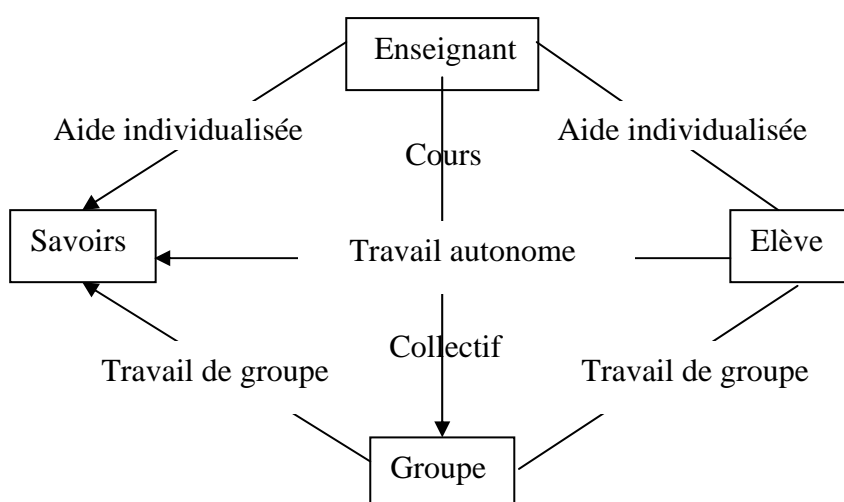 Enseignant
Aide individualisée
Aide individualisée
Cours
Savoirs
Travail autonome
Elève
Collectif
Travail de groupe
Travail de groupe
Groupe